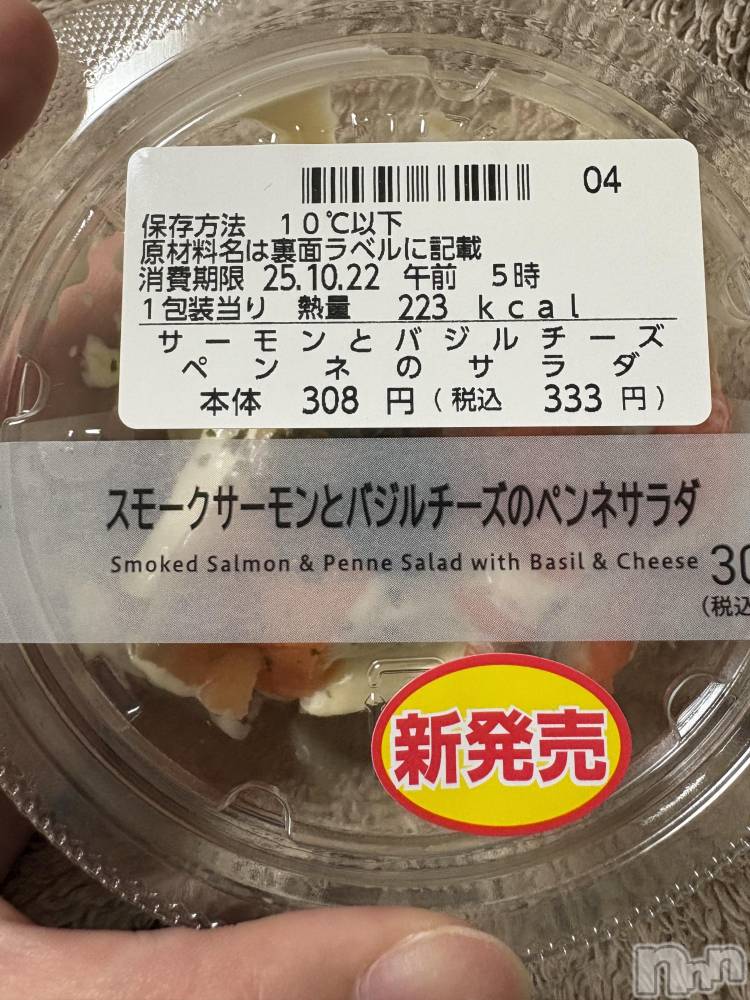 04
保存方法 10℃以下
原材料名は裏面ラベルに記載
消費期限 25.10.22 午前 5時
1包装当り 熱量 223 kcal
サーモンとバジルチーズ
ペンネのサラダ
本体 308 円(税込 333 円)
スモークサーモンとバジルチーズのペンネサラダ
Smoked Salmon & Penne Salad with Basil & Cheese
30
(税込
新発売
nnn